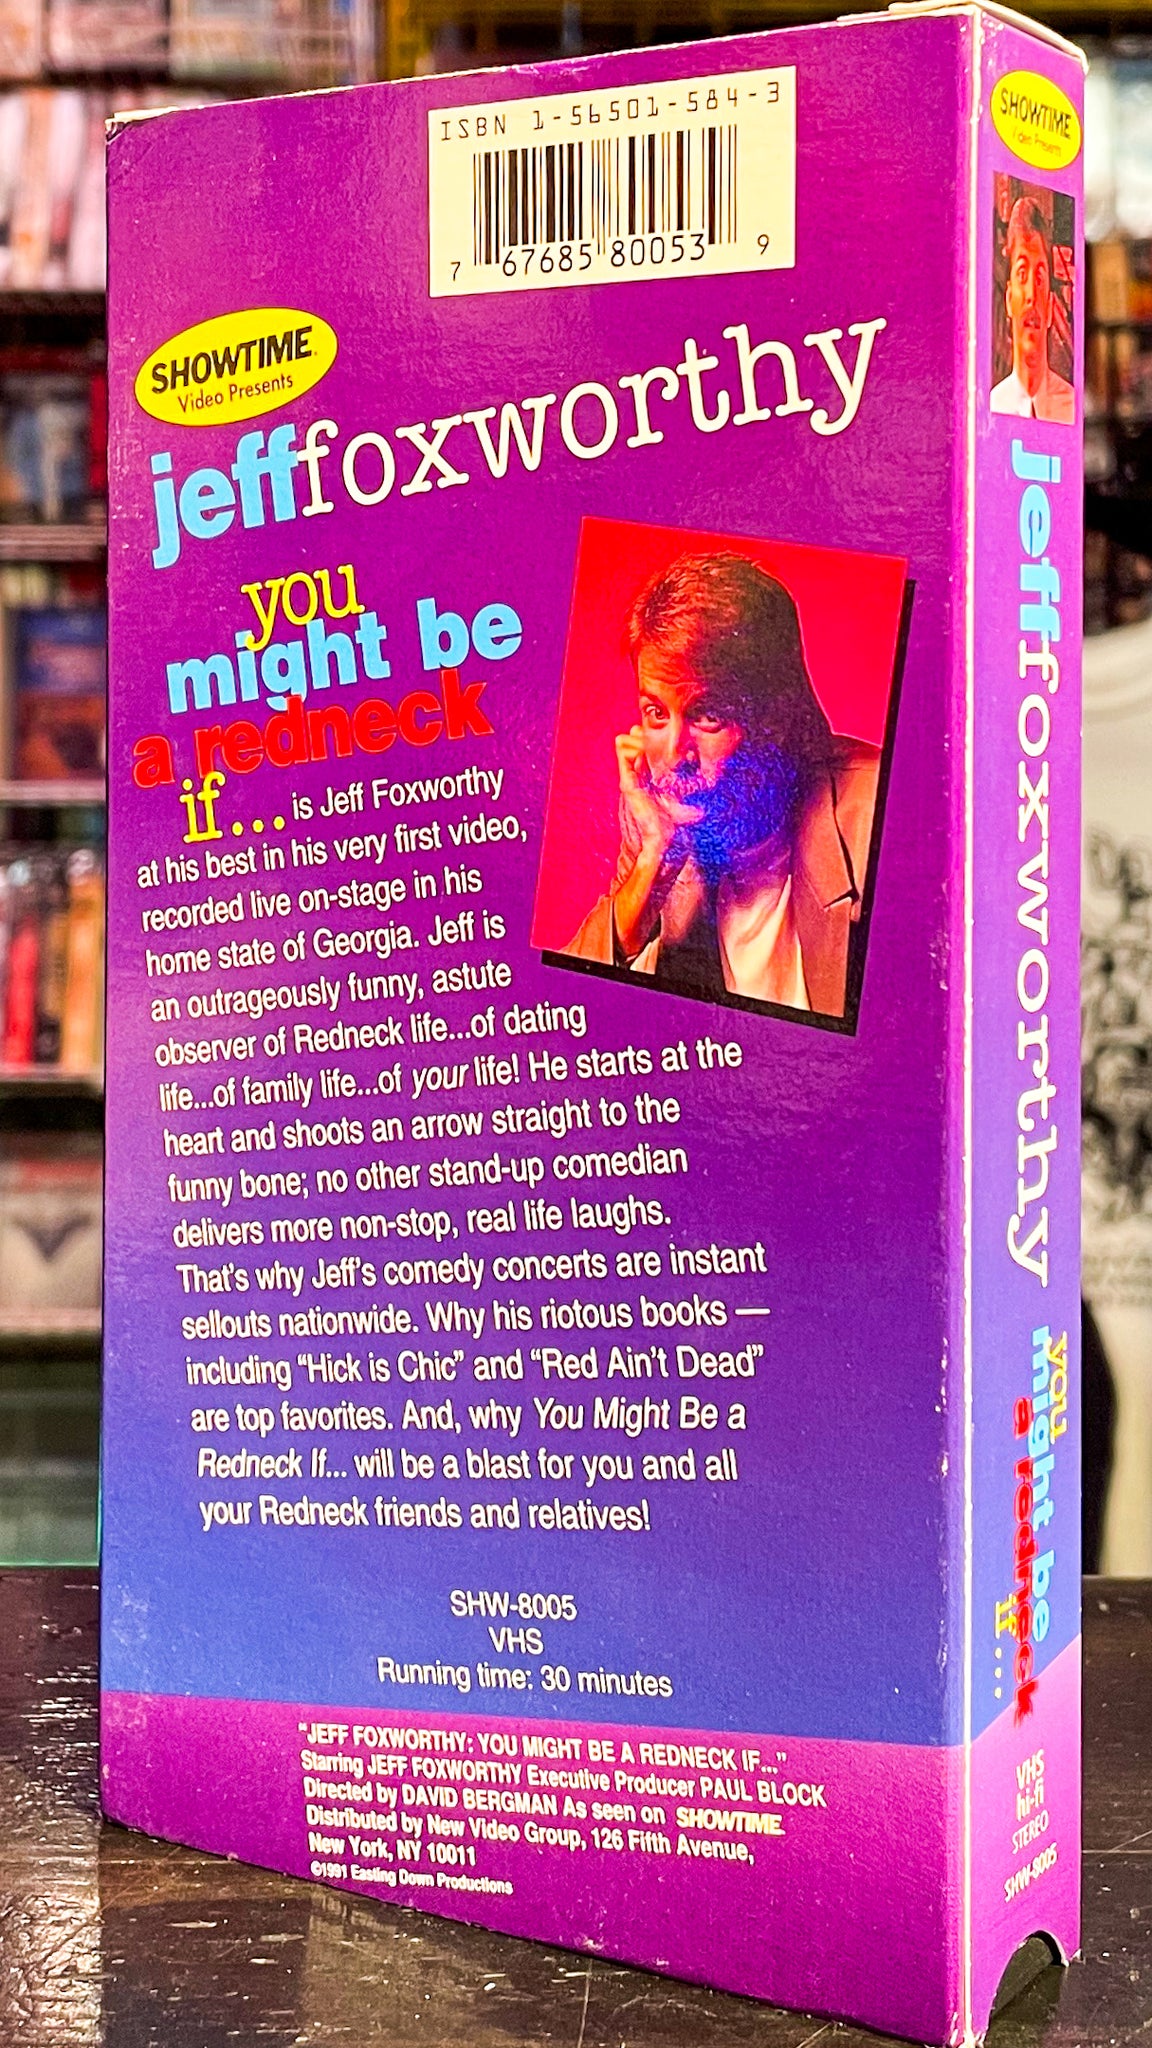 ISBN 1-56501-584-3
7 67685 80053 9
SHOWTIME
Video Presents
jefffoxworthy
you
might be
a redneck
if... is Jeff Foxworthy
at his best in his very first video,
recorded live on-stage in his
home state of Georgia. Jeff is
an outrageously funny, astute
observer of Redneck life...of dating
life...of family life...of your life! He starts at the
heart and shoots an arrow straight to the
funny bone; no other stand-up comedian
delivers more non-stop, real life laughs.
That's why Jeff's comedy concerts are instant
sellouts nationwide. Why his riotous books —
including “Hick is Chic” and “Red Ain't Dead”
are top favorites. And, why You Might Be a
Redneck If... will be a blast for you and all
your Redneck friends and relatives!
SHW-8005
VHS
Running time: 30 minutes
"JEFF FOXWORTHY: YOU MIGHT BE A REDNECK IF..."
Starring JEFF FOXWORTHY Executive Producer PAUL BLOCK
Directed by DAVID BERGMAN As seen on SHOWTIME.
Distributed by New Video Group, 126 Fifth Avenue,
New York, NY 10011
©1991 Easting Down Productions
SHOWTIME
Video Presents
jefffoxworthy
you
might be
a redneck
if...
VHS
hi-fi
STEREO
SHW-8005